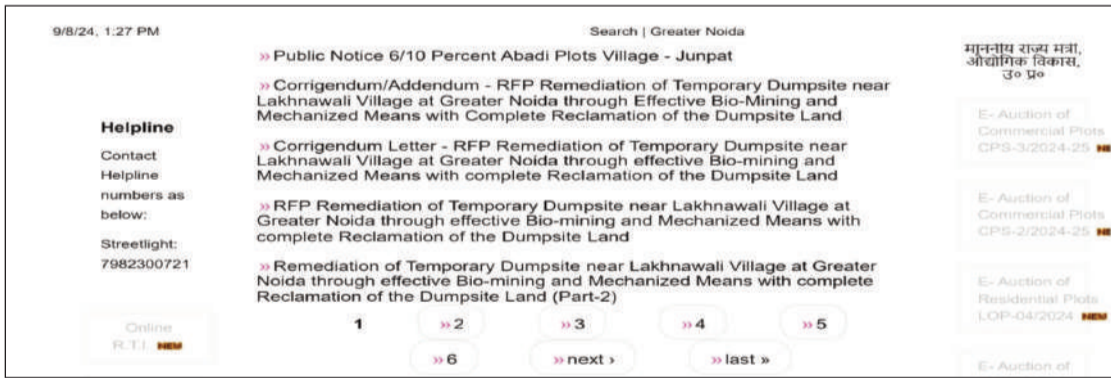 9/8/24, 1:27 PM
Search | Greater Noida
» Public Notice 6/10 Percent Abadi Plots Village - Junpat
» Corrigendum/Addendum - RFP Remediation of Temporary Dumpsite near
Lakhnawali Village at Greater Noida through Effective Bio-Mining and
Mechanized Means with Complete Reclamation of the Dumpsite Land
» Corrigendum Letter - RFP Remediation of Temporary Dumpsite near
Lakhnawali Village at Greater Noida through effective Bio-mining and
Mechanized Means with complete Reclamation of the Dumpsite Land
» RFP Remediation of Temporary Dumpsite near Lakhnawali Village at
Greater Noida through effective Bio-mining and Mechanized Means with
complete Reclamation of the Dumpsite Land
» Remediation of Temporary Dumpsite near Lakhnawali Village at Greater
Noida through effective Bio-mining and Mechanized Means with complete
Reclamation of the Dumpsite Land (Part-2)
1 » 2 » 3 » 4 » 5
» 6 » next › » last »
Helpline
Contact
Helpline
numbers as
below:
Streetlight:
7982300721
Online
R.T.I. NEW
माननीय राज्य मंत्री,
औद्योगिक विकास,
उ० प्र०
E- Auction of
Commercial Plots
CPS-3/2024-25
E- Auction of
Commercial Plots
CPS-2/2024-25
E- Auction of
Residential Plots
LOP-04/2024 NEW
E- Auction of